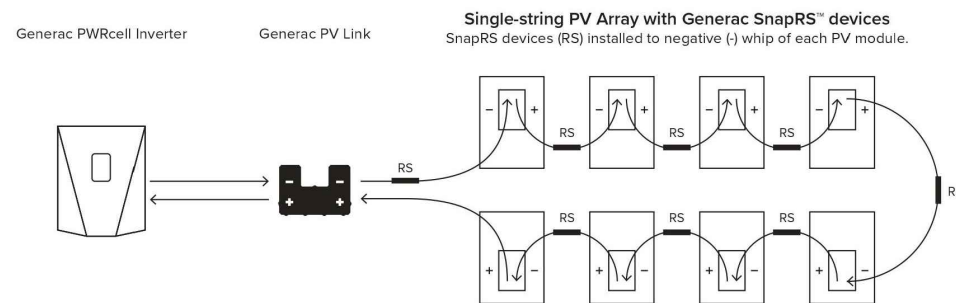 Single-string PV Array with Generac SnapRS™ devices
Generac PWRcell Inverter
Generac PV Link
SnapRS devices (RS) installed to negative (-) whip of each PV module.
− + − + − + − +
RS RS RS
RS
− −
+ +
R
RS RS RS
+ − + − + − + −